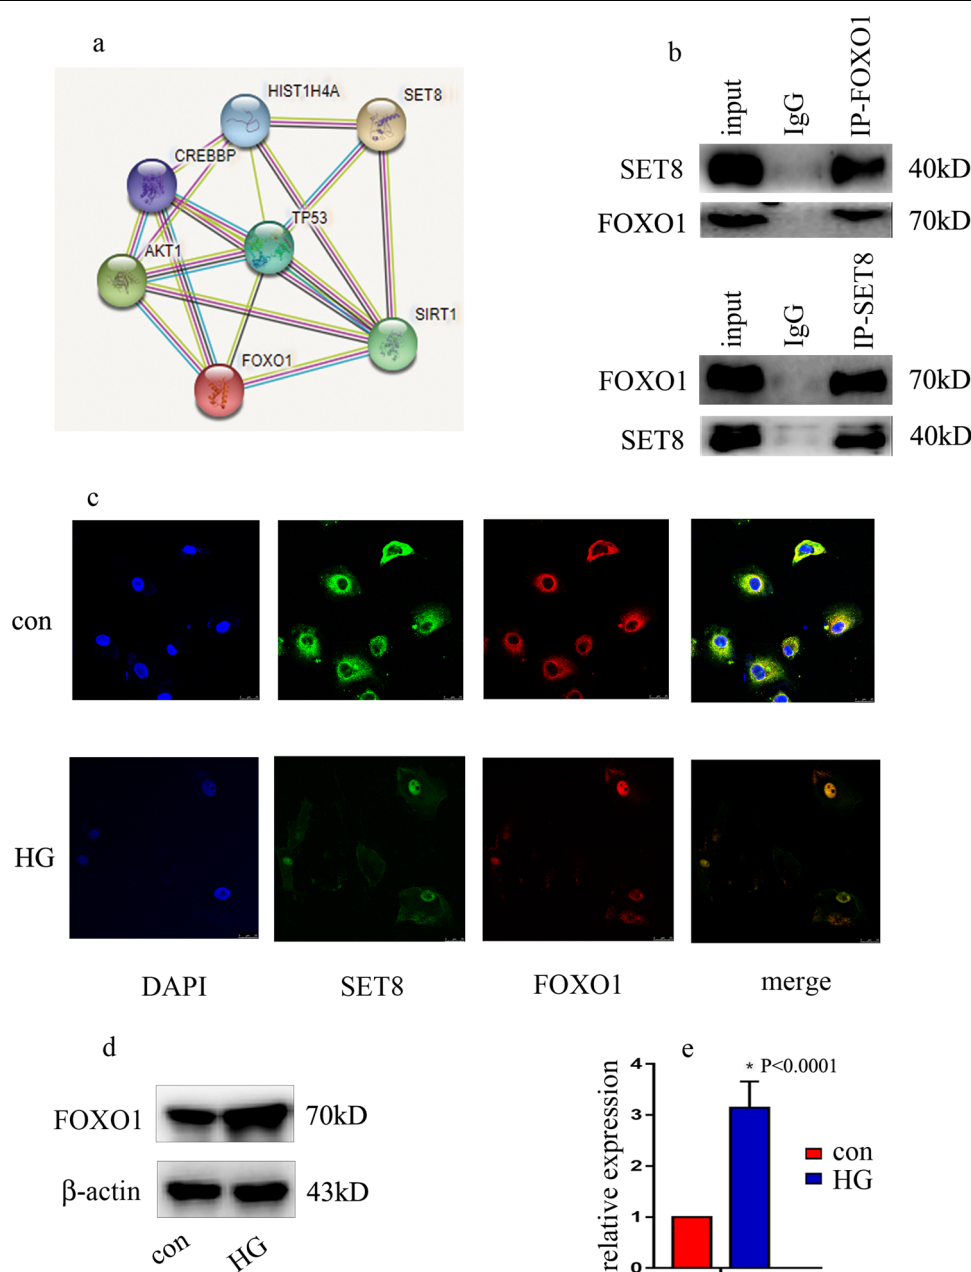 a
HIST1H4A
SET8
CREBBP
TP53
AKT1
SIRT1
FOXO1
b
input
IgG
IP-FOXO1
SET8
40kD
FOXO1
70kD
input
IgG
IP-SET8
FOXO1
70kD
SET8
40kD
c
con
HG
DAPI
SET8
FOXO1
merge
d
FOXO1
70kD
β-actin
43kD
con
HG
e
relative expression
4
3
2
1
0
* P<0.0001
con
HG